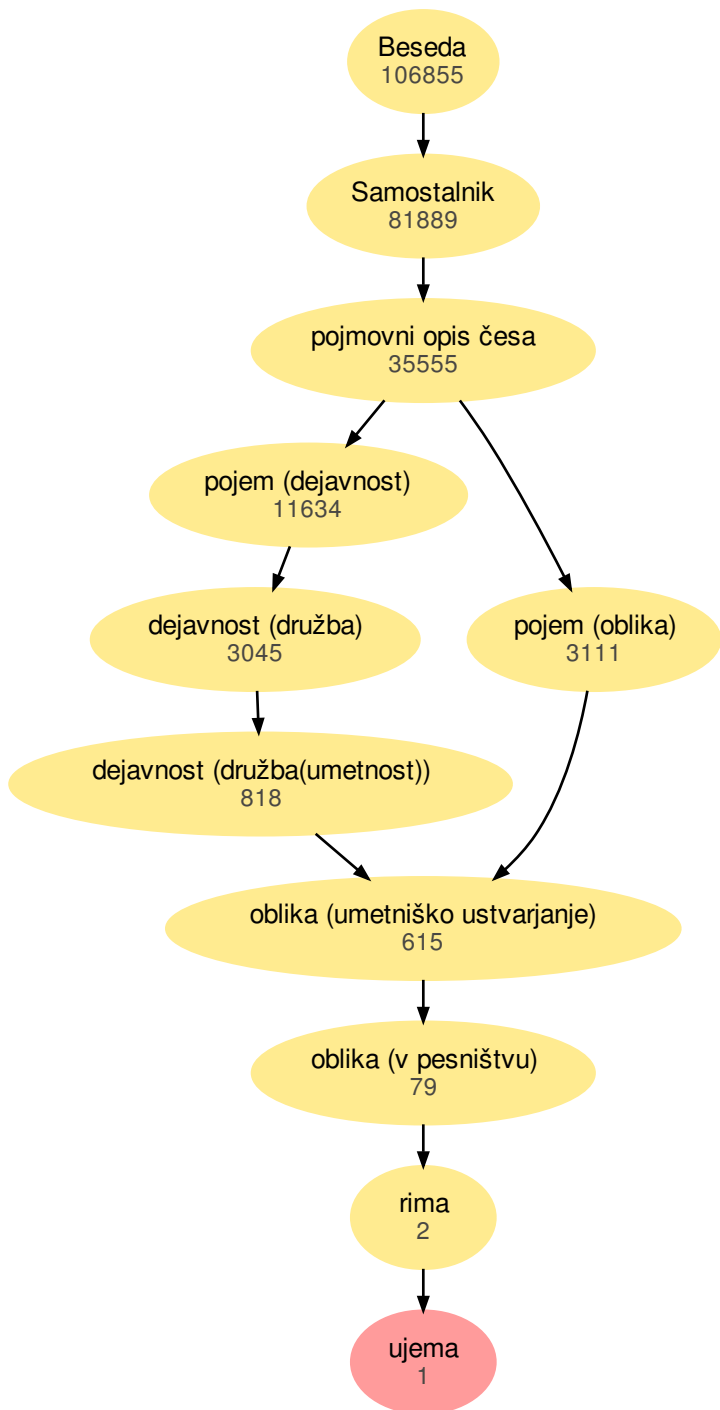 Beseda
106855
Samostalnik
81889
pojmovni opis česa
35555
pojem (dejavnost)
11634
dejavnost (družba)
3045
pojem (oblika)
3111
dejavnost (družba(umetnost))
818
oblika (umetniško ustvarjanje)
615
oblika (v pesništvu)
79
rima
2
ujema
1